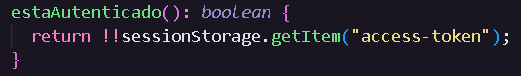 estaAutenticado(): boolean {
  return !!sessionStorage.getItem("access-token");
}